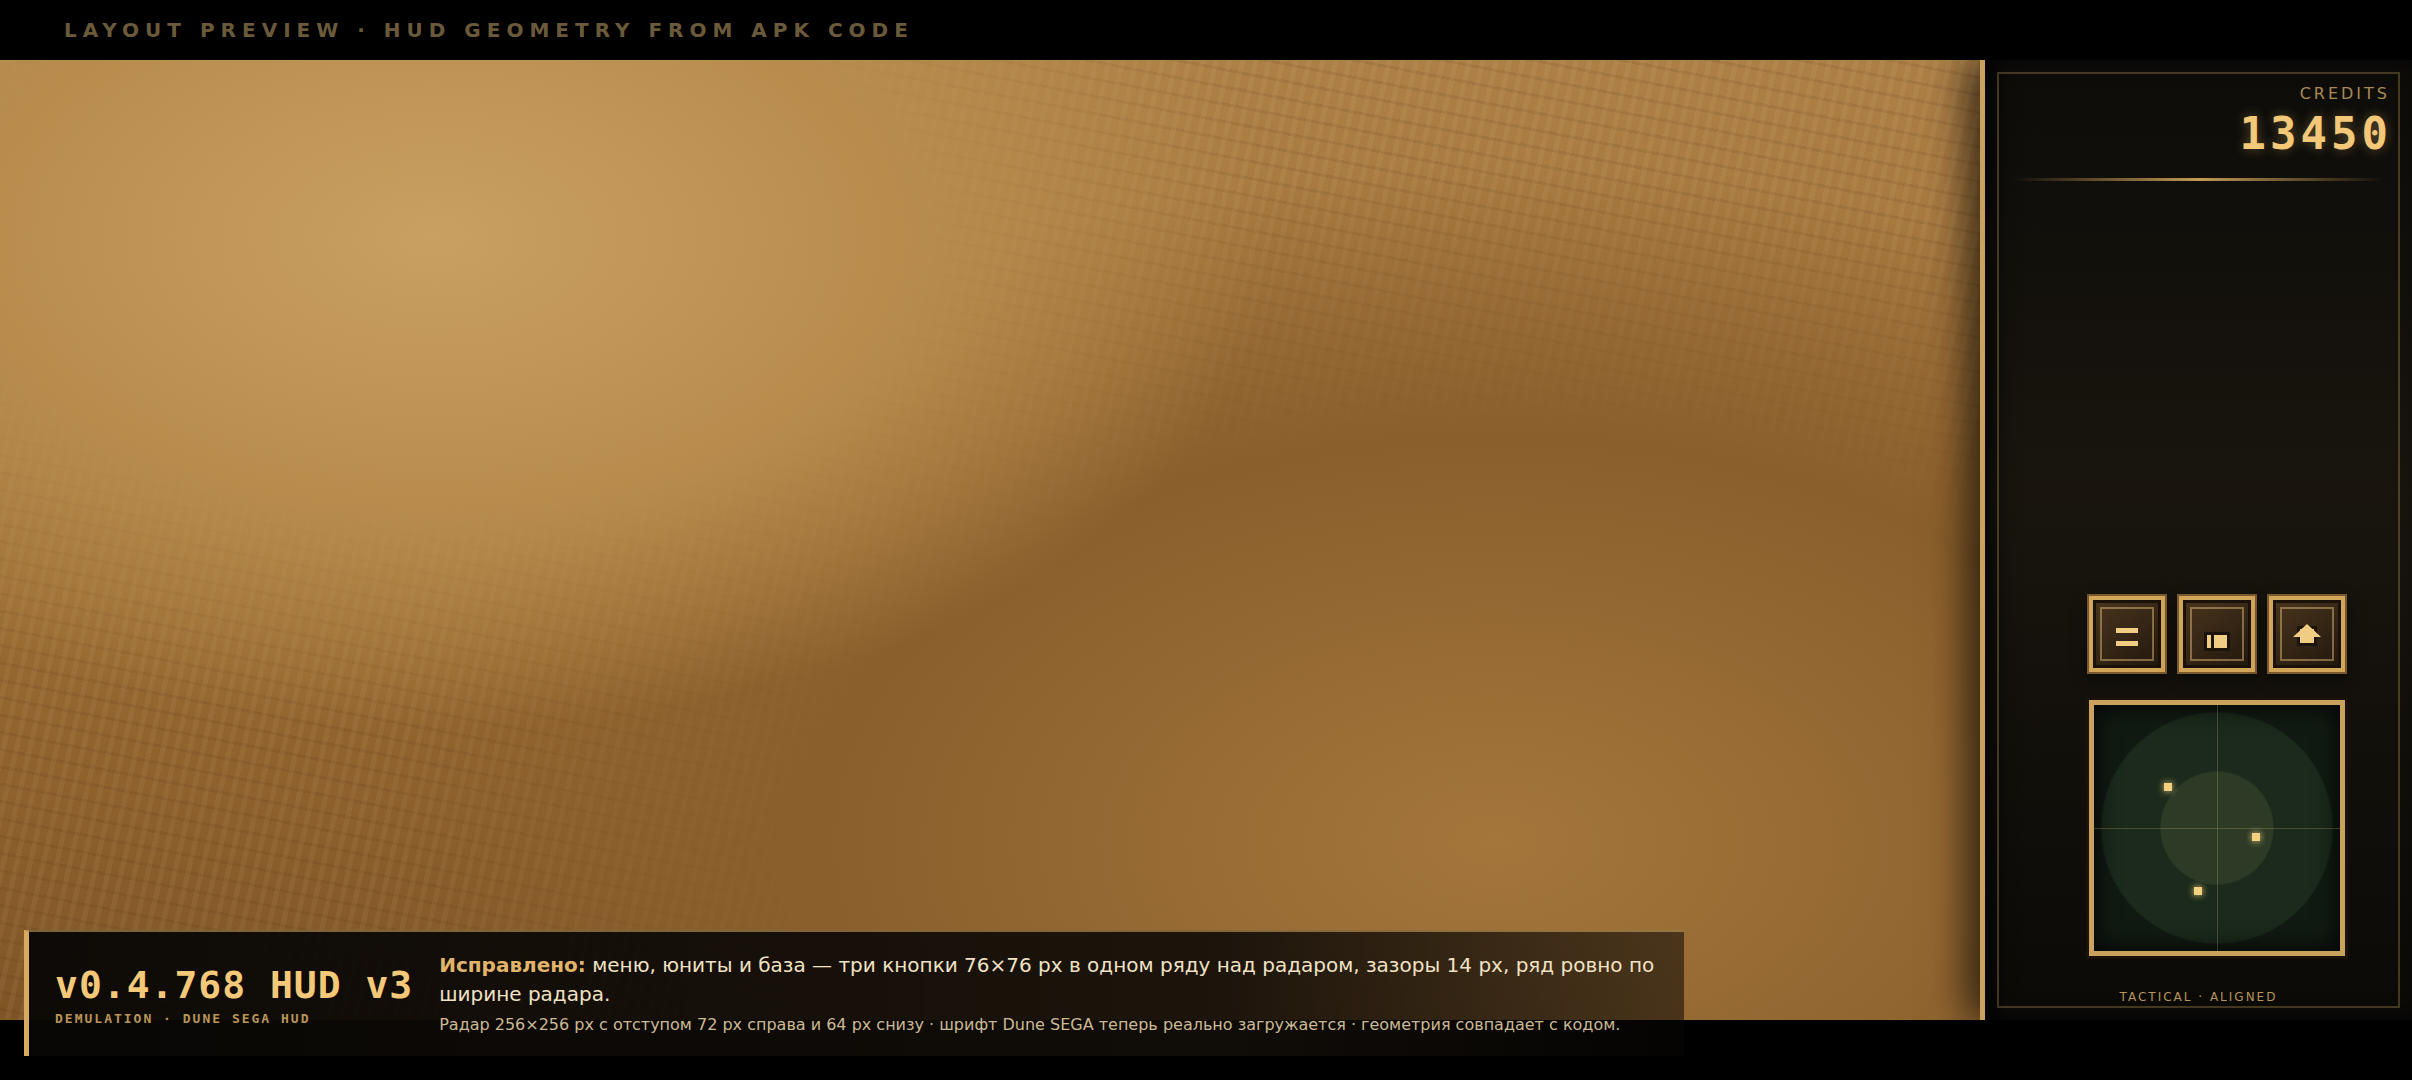 LAYOUT PREVIEW · HUD GEOMETRY FROM APK CODE
CREDITS
13450
v0.4.768 HUD v3
DEMULATION · DUNE SEGA HUD
Исправлено: меню, юниты и база — три кнопки 76×76 px в одном ряду над радаром, зазоры 14 px, ряд ровно по
ширине радара.
Радар 256×256 px с отступом 72 px справа и 64 px снизу · шрифт Dune SEGA теперь реально загружается · геометрия совпадает с кодом.
TACTICAL · ALIGNED